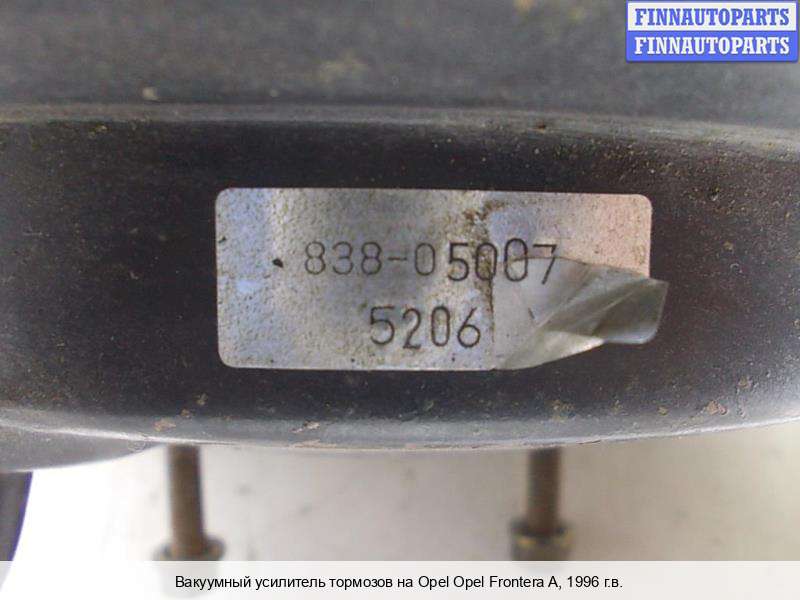 FINNAUTOPARTS
FINNAUTOPARTS
838-05007
5206
Вакуумный усилитель тормозов на Opel Opel Frontera A, 1996 г.в.